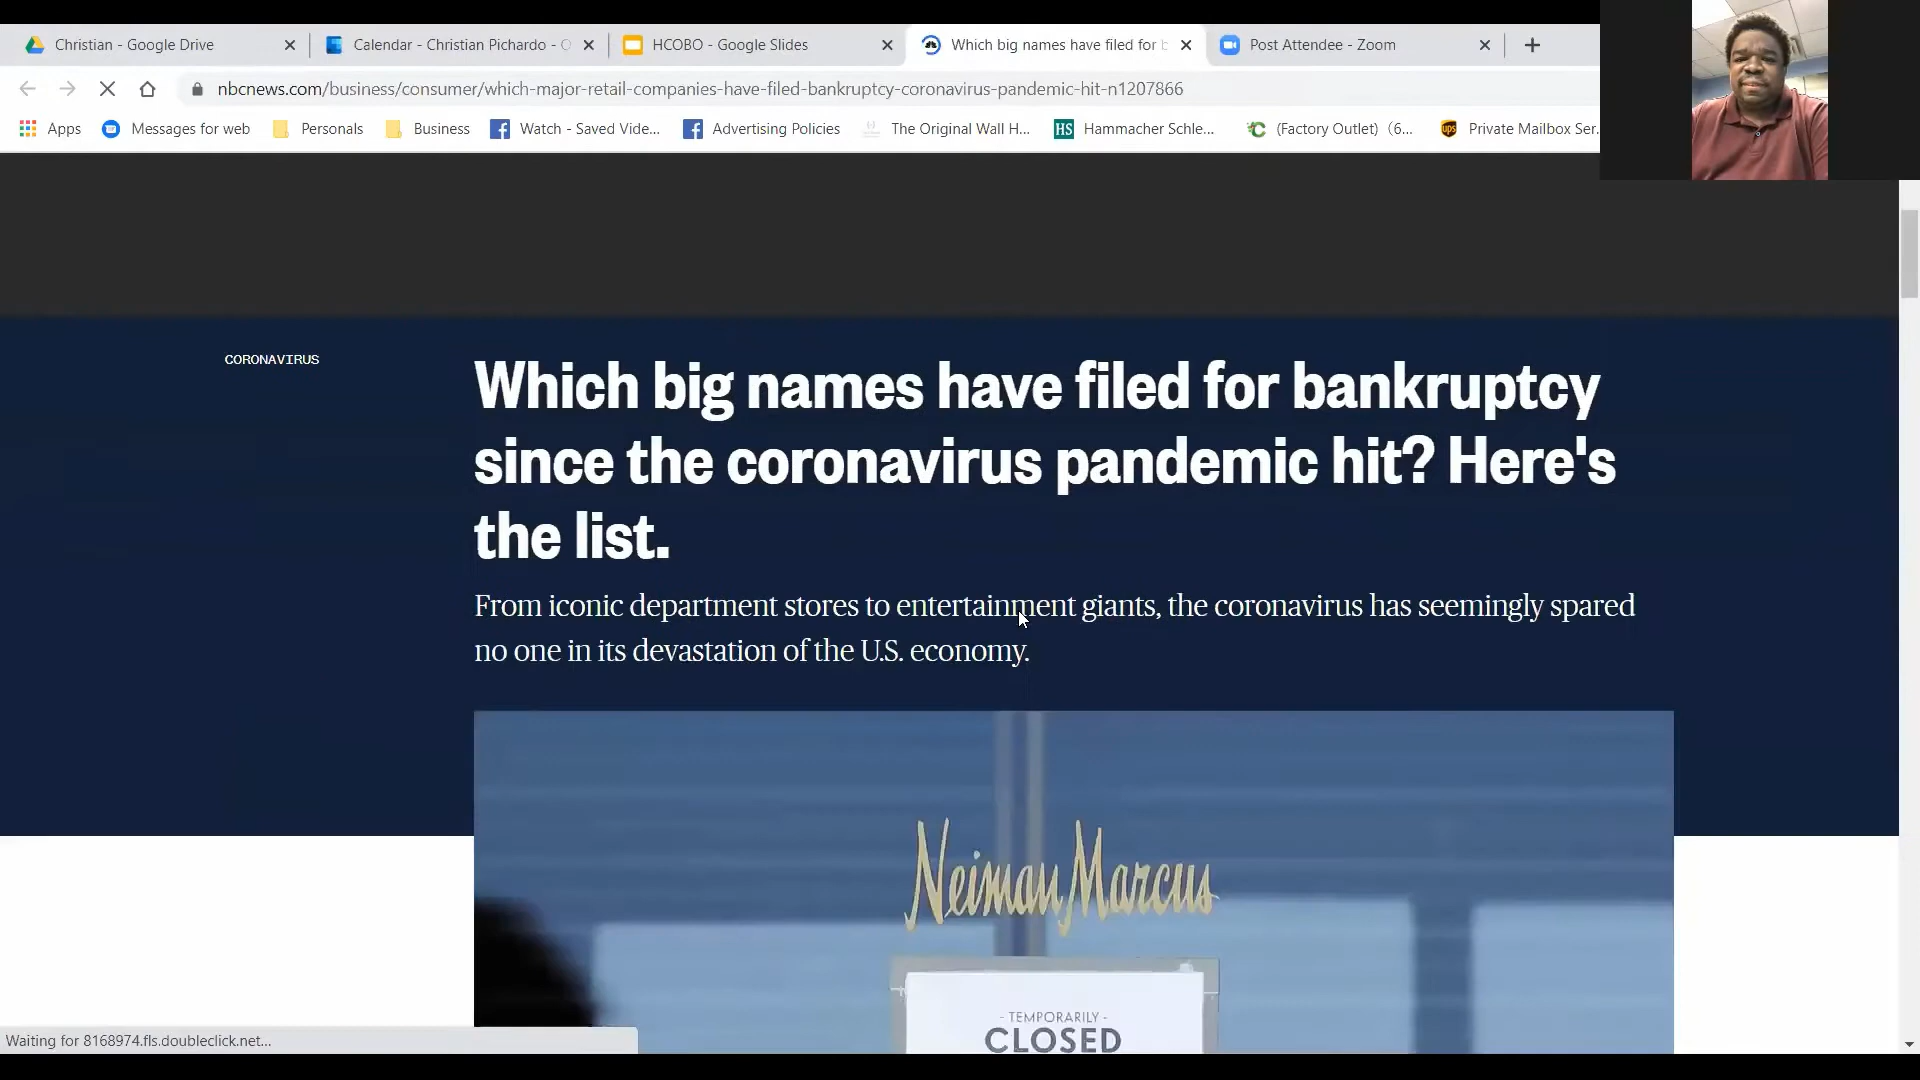 Christian - Google Drive
Calendar - Christian Pichardo - O
HCOBO - Google Slides
Which big names have filed for b
Post Attendee - Zoom
nbcnews.com/business/consumer/which-major-retail-companies-have-filed-bankruptcy-coronavirus-pandemic-hit-n1207866
Apps
Messages for web
Personals
Business
Watch - Saved Vide...
Advertising Policies
The Original Wall H...
HS
Hammacher Schle...
(Factory Outlet) (6...
ups
Private Mailbox Ser...
CORONAVIRUS
Which big names have filed for bankruptcy
since the coronavirus pandemic hit? Here's
the list.
From iconic department stores to entertainment giants, the coronavirus has seemingly spared
no one in its devastation of the U.S. economy.
Neiman Marcus
- TEMPORARILY -
CLOSED
Waiting for 8168974.fls.doubleclick.net...